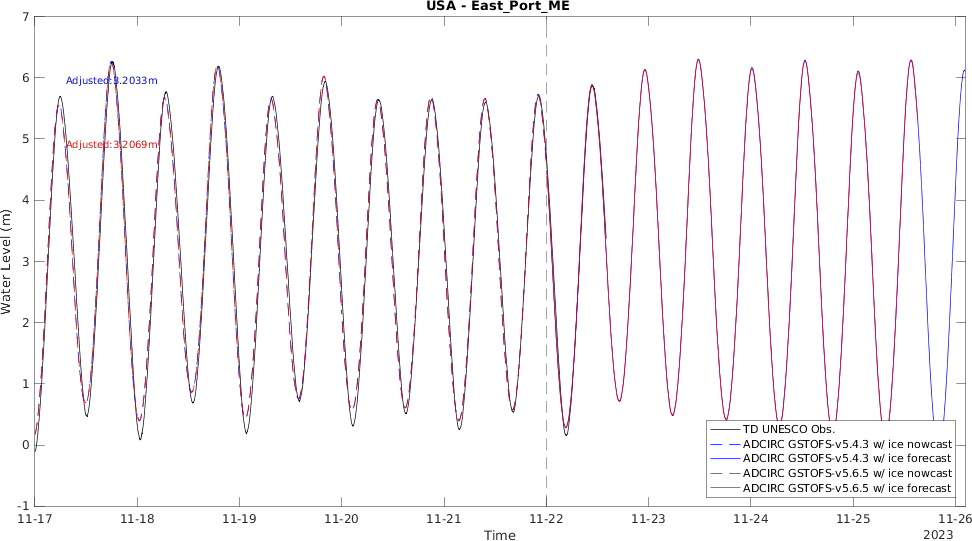 USA - East_Port_ME
7
6
5
4
3
2
1
0
-1
Water Level (m)
Adjusted:3.2033m
Adjusted:3.2069m
TD UNESCO Obs.
ADCIRC GSTOFS-v5.4.3 w/ ice nowcast
ADCIRC GSTOFS-v5.4.3 w/ ice forecast
ADCIRC GSTOFS-v5.6.5 w/ ice nowcast
ADCIRC GSTOFS-v5.6.5 w/ ice forecast
11-17 11-18 11-19 11-20 11-21 11-22 11-23 11-24 11-25 11-26
Time
2023